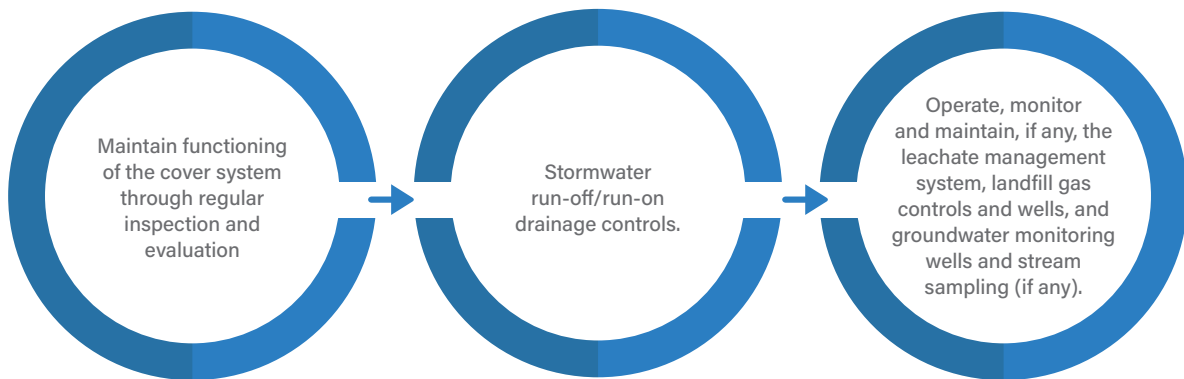 Maintain functioning
of the cover system
through regular
inspection and
evaluation
Stormwater
run-off/run-on
drainage controls.
Operate, monitor
and maintain, if any, the
leachate management
system, landfill gas
controls and wells, and
groundwater monitoring
wells and stream
sampling (if any).